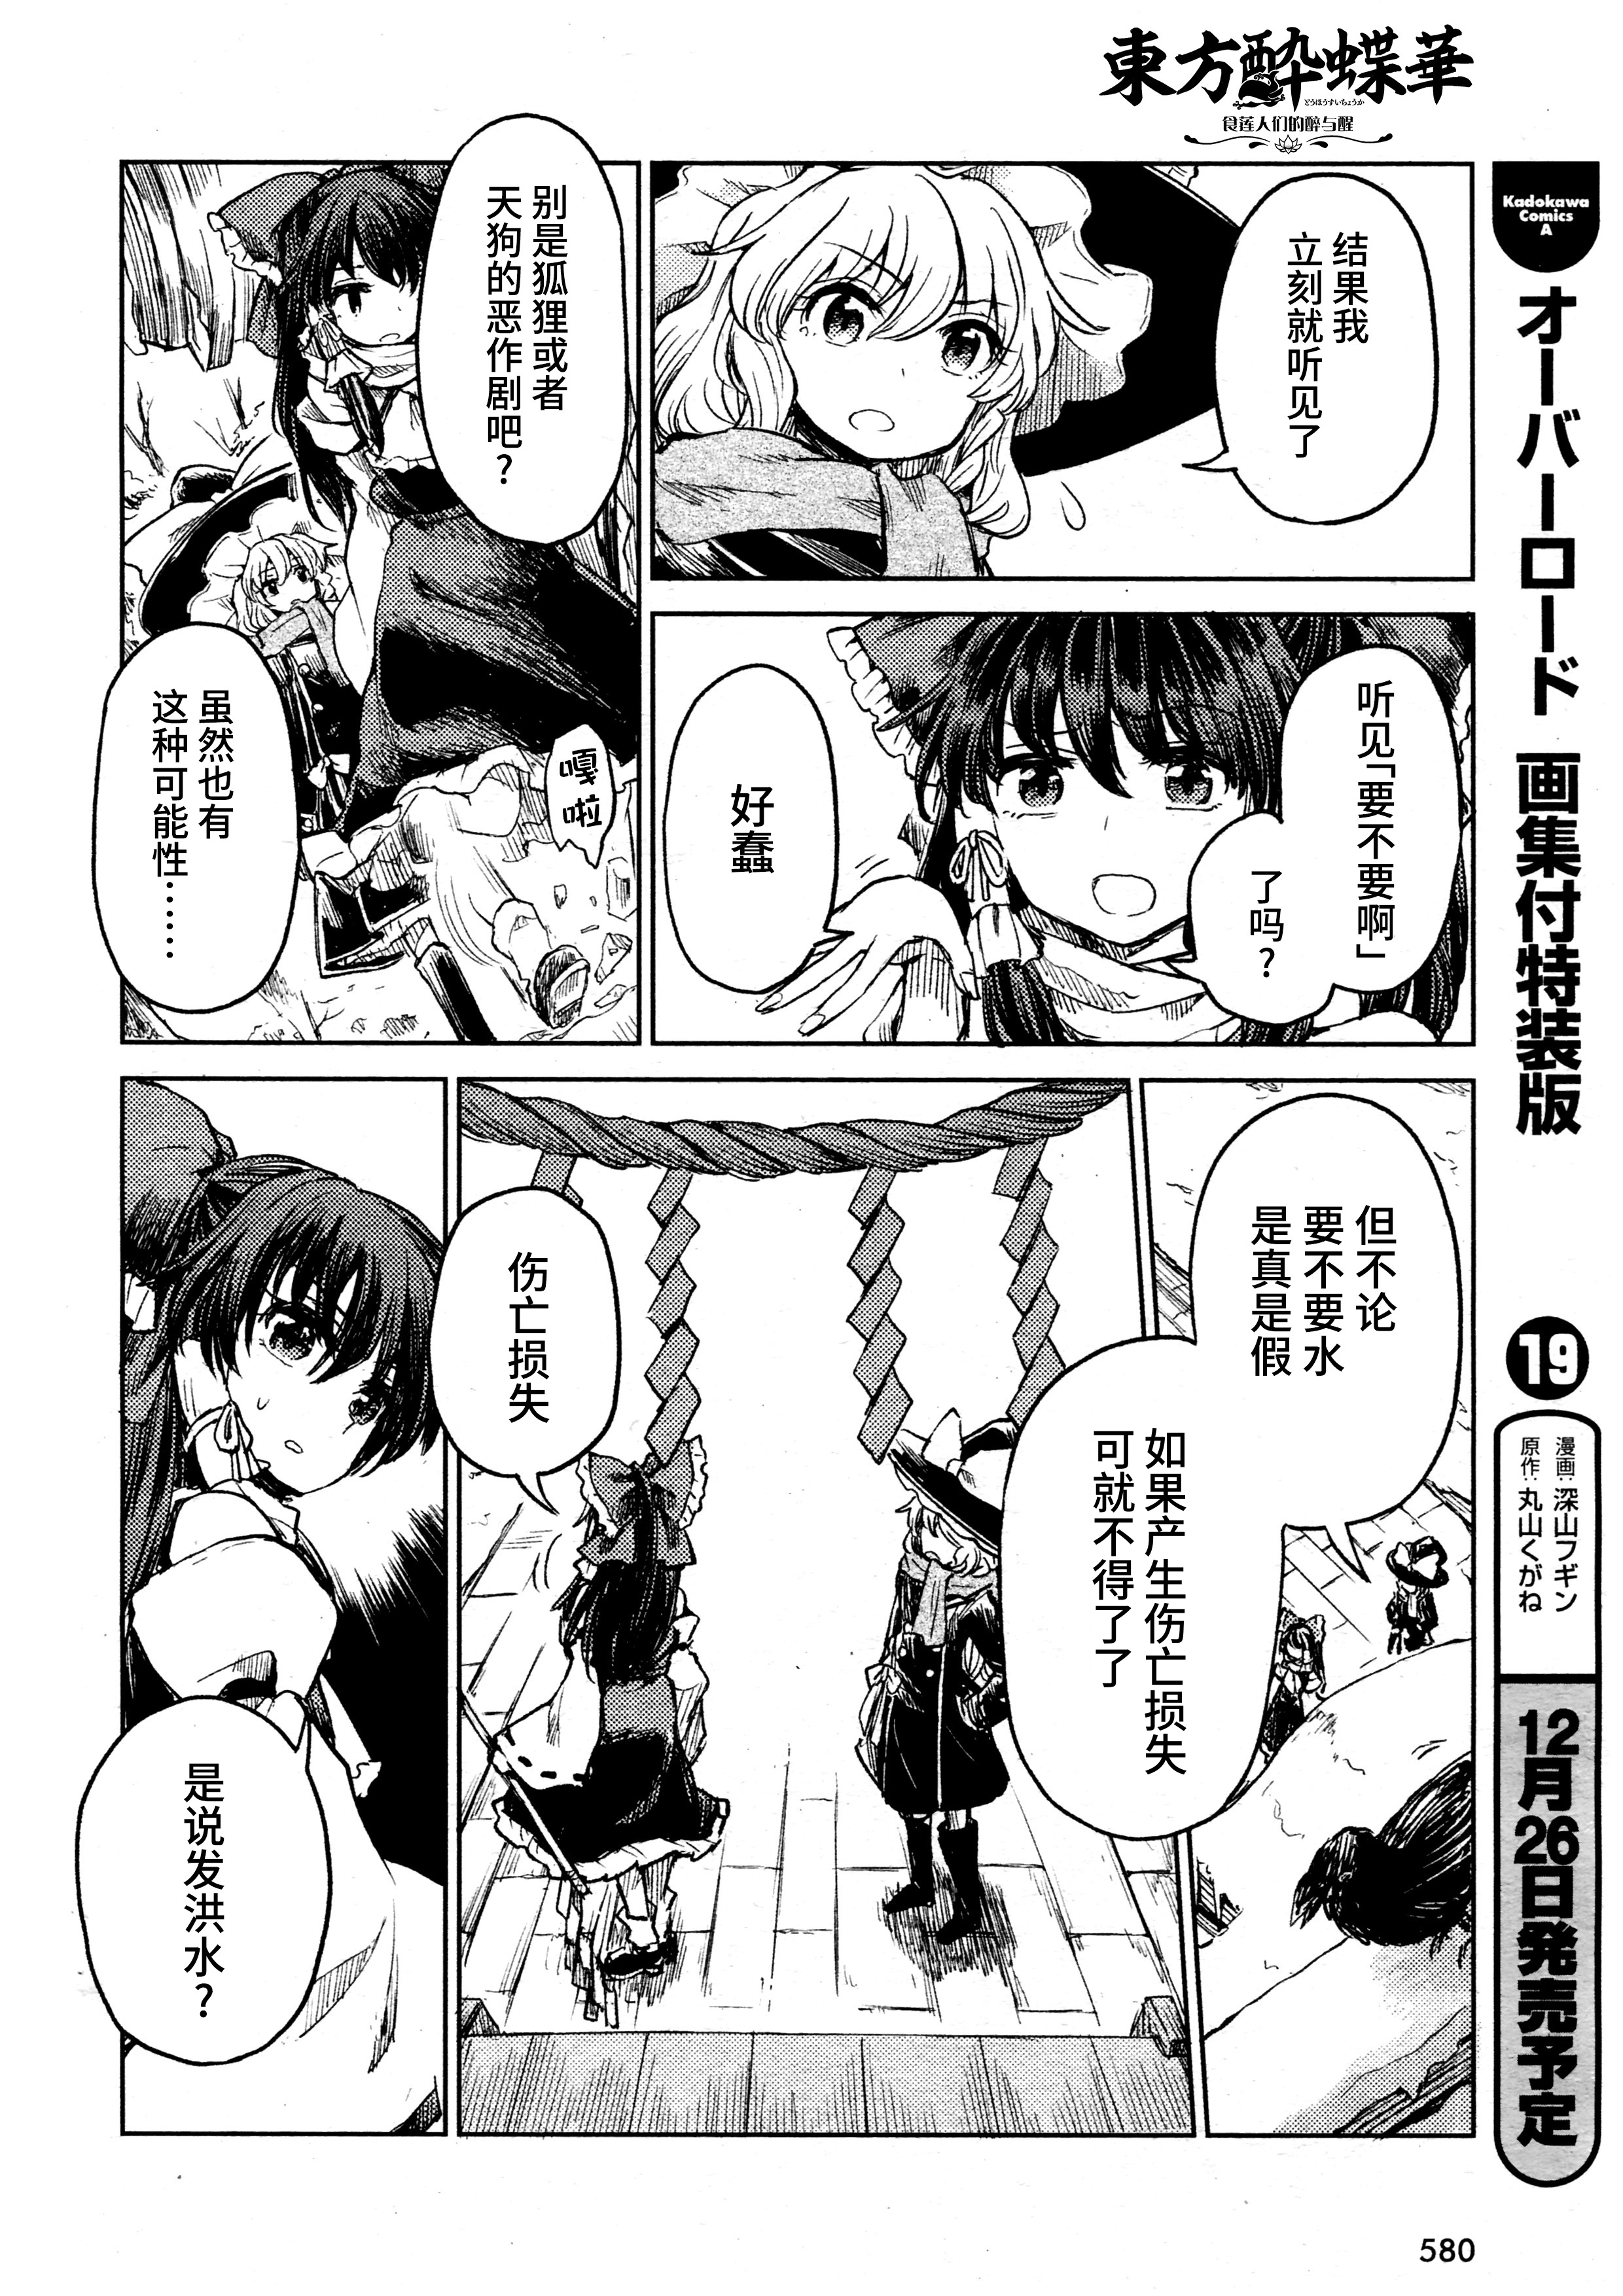 東方酔蝶華
とうほうすいちょうか
食莲人们的醉与醒
结果我
立刻就听见了
听见「要不要啊」
了吗？
好蠢
别是狐狸或者
天狗的恶作剧吧？
嘎啦
虽然也有
这种可能性……
但不论
要不要水
是真是假
如果产生伤亡损失
可就不得了了
伤亡损失
是说发洪水？
Kadokawa
Comics
A
オーバーロード 画集付特装版
19
漫画：深山フギン
原作：丸山くがね
12月26日発売予定
580